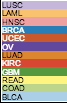 LUSC
LAML
HNSC
BRCA
UCEC
OV
LUAD
KIRC
GBM
READ
COAD
BLCA